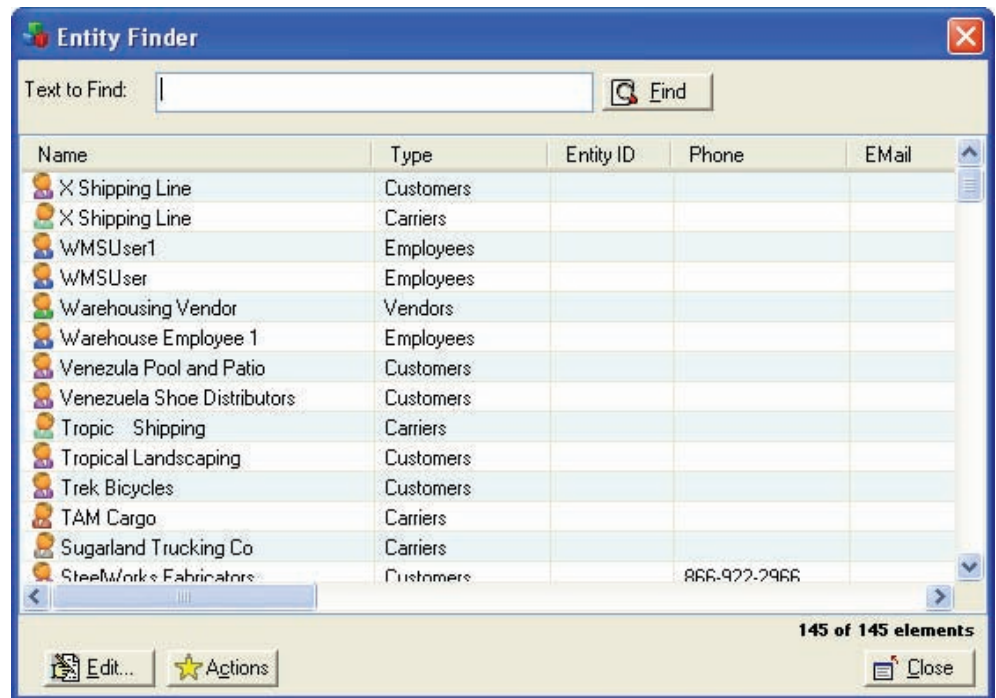 Entity Finder
Text to Find:
Find
Name Type Entity ID Phone EMail
X Shipping Line Customers
X Shipping Line Carriers
WMSUser1 Employees
WMSUser Employees
Warehousing Vendor Vendors
Warehouse Employee 1 Employees
Venezula Pool and Patio Customers
Venezuela Shoe Distributors Customers
Tropic Shipping Carriers
Tropical Landscaping Customers
Trek Bicycles Customers
TAM Cargo Carriers
Sugarland Trucking Co Carriers
SteelWorks Fabricators Customers 866-922-2966
145 of 145 elements
Edit... Actions Close